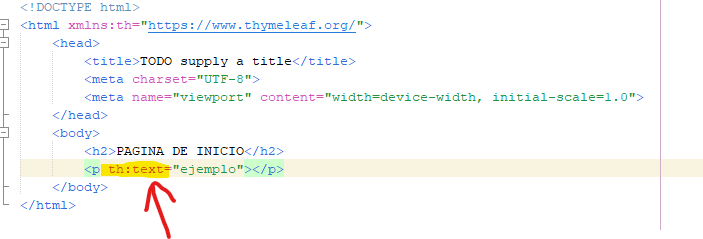 <!DOCTYPE html>
<html xmlns:th="https://www.thymeleaf.org/">
<head>
<title>TODO supply a title</title>
<meta charset="UTF-8">
<meta name="viewport" content="width=device-width, initial-scale=1.0">
</head>
<body>
<h2>PAGINA DE INICIO</h2>
<p th:text="ejemplo"></p>
</body>
</html>